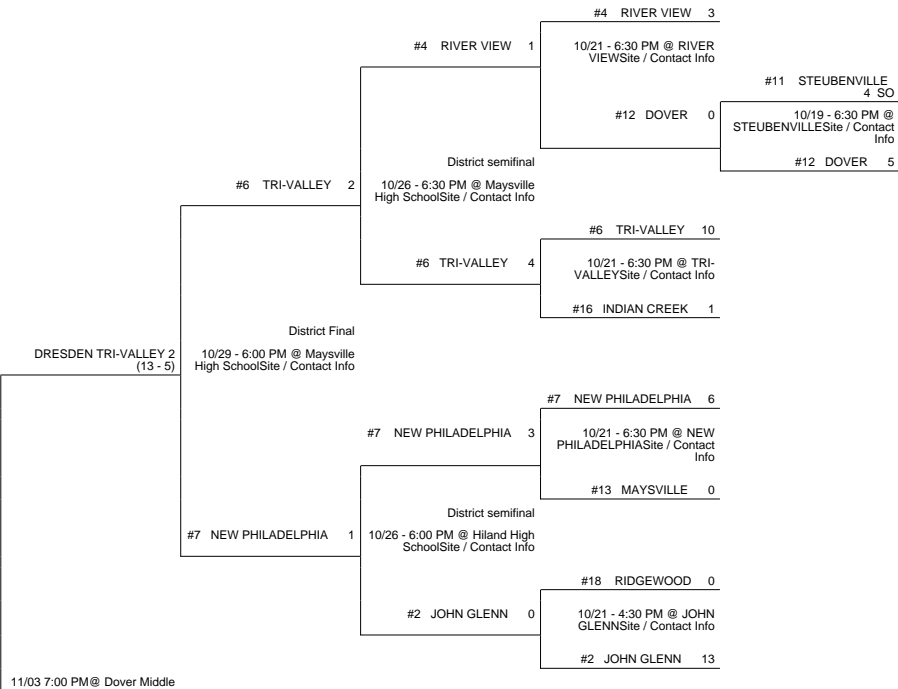 #4 RIVER VIEW 3
#4 RIVER VIEW 1
10/21 - 6:30 PM @ RIVER
VIEWSite / Contact Info
#11 STEUBENVILLE
4 SO
#12 DOVER 0
10/19 - 6:30 PM @
STEUBENVILLESite / Contact
Info
#12 DOVER 5
District semifinal
#6 TRI-VALLEY 2
10/26 - 6:30 PM @ Maysville
High SchoolSite / Contact Info
#6 TRI-VALLEY 10
#6 TRI-VALLEY 4
10/21 - 6:30 PM @ TRI-
VALLEYSite / Contact Info
#16 INDIAN CREEK 1
District Final
DRESDEN TRI-VALLEY 2
(13 - 5)
10/29 - 6:00 PM @ Maysville
High SchoolSite / Contact Info
#7 NEW PHILADELPHIA 6
#7 NEW PHILADELPHIA 3
10/21 - 6:30 PM @ NEW
PHILADELPHIASite / Contact
Info
#13 MAYSVILLE 0
District semifinal
#7 NEW PHILADELPHIA 1
10/26 - 6:00 PM @ Hiland High
SchoolSite / Contact Info
#18 RIDGEWOOD 0
#2 JOHN GLENN 0
10/21 - 4:30 PM @ JOHN
GLENNSite / Contact Info
#2 JOHN GLENN 13
11/03 7:00 PM@ Dover Middle